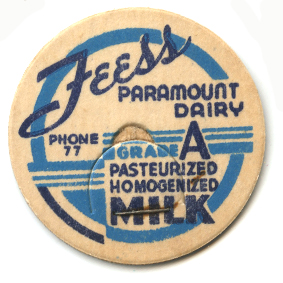 Feess
PARAMOUNT
DAIRY
PHONE
77
GRADE A
PASTEURIZED
HOMOGENIZED
MILK